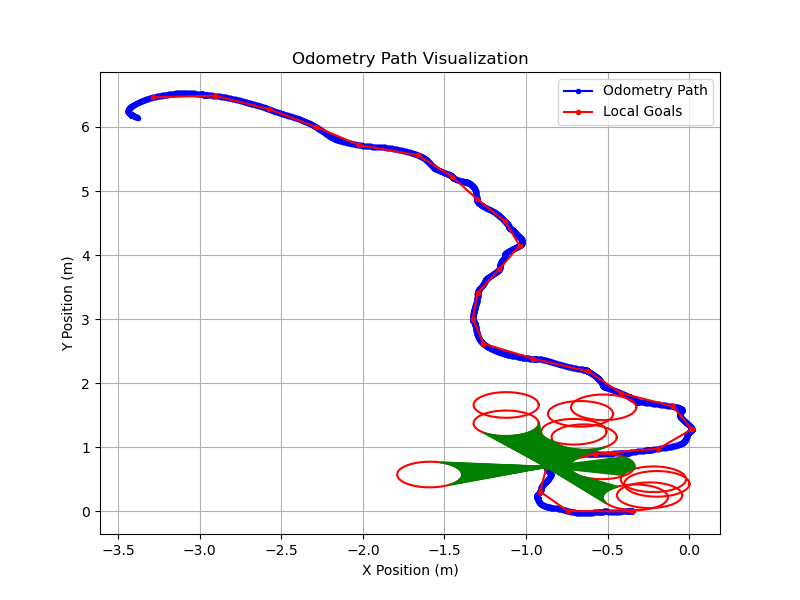 Odometry Path Visualization
Odometry Path
Local Goals
Y Position (m)
6
5
4
3
2
1
0
−3.5 −3.0 −2.5 −2.0 −1.5 −1.0 −0.5 0.0
X Position (m)